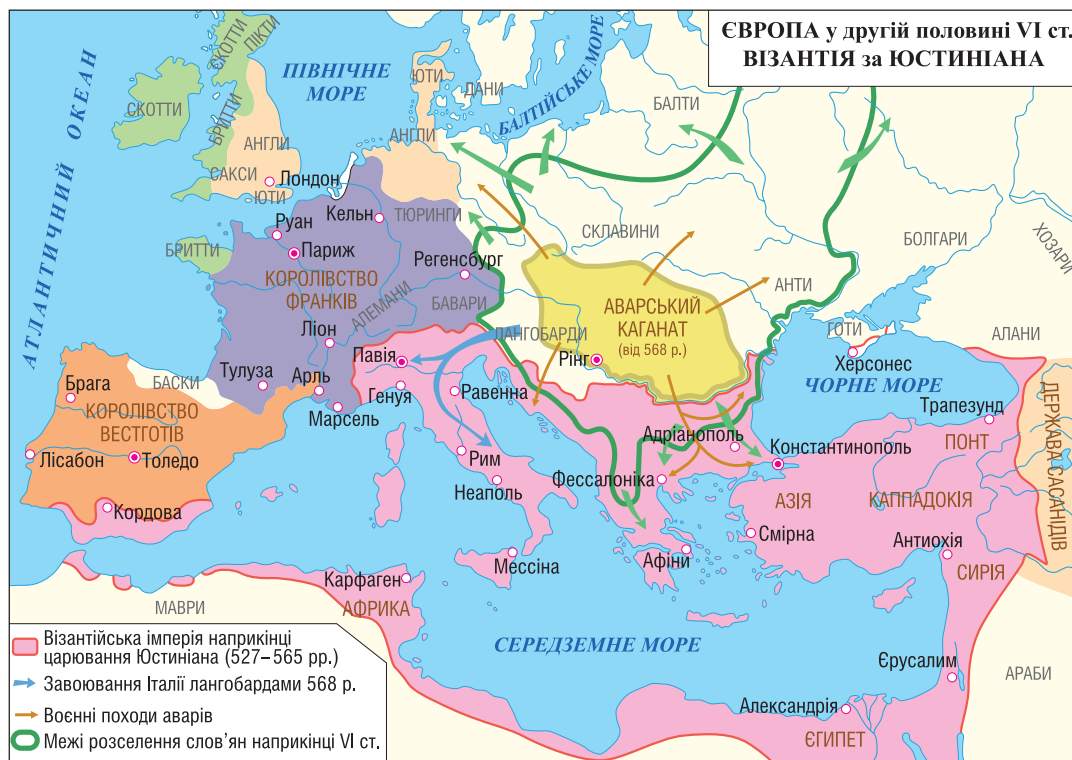 ЄВРОПА у другій половині VI ст.
ВІЗАНТІЯ за ЮСТИНІАНА
АТЛАНТИЧНИЙ ОКЕАН
ПІВНІЧНЕ
МОРЕ
БАЛТІЙСЬКЕ МОРЕ
СКОТТИ
ПІКТИ
СКОТТИ
БРИТТИ
АНГЛИ
САКСИ
ЮТИ
Лондон
ЮТИ
ДАНИ
АНГЛИ
БАЛТИ
БРИТТИ
Руан
Париж
Кельн
ТЮРИНГИ
КОРОЛІВСТВО
ФРАНКІВ
АЛЕМАНИ
Регенсбург
БАВАРИ
СКЛАВИНИ
БОЛГАРИ
ХОЗАРИ
АНТИ
АВАРСЬКИЙ
КАГАНАТ
(від 568 р.)
ЛАНГОБАРДИ
Рінг
ГОТИ
Херсонес
АЛАНИ
ЧОРНЕ МОРЕ
Ліон
Тулуза
Арль
Марсель
БАСКИ
Павія
Генуя
Равенна
Рим
Неаполь
Мессіна
Брага
КОРОЛІВСТВО
ВЕСТГОТІВ
Лісабон
Толедо
Кордова
Адріанополь
Константинополь
Фессалоніка
Афіни
Смірна
АЗІЯ
КАППАДОКІЯ
ПОНТ
Трапезунд
ДЕРЖАВА САСАНІДІВ
Антиохія
СИРІЯ
Карфаген
АФРИКА
МАВРИ
СЕРЕДЗЕМНЕ МОРЕ
Єрусалим
АРАБИ
Александрія
ЄГИПЕТ
Візантійська імперія наприкінці
царювання Юстиніана (527–565 рр.)
Завоювання Італії лангобардами 568 р.
Воєнні походи аварів
Межі розселення слов’ян наприкінці VI ст.